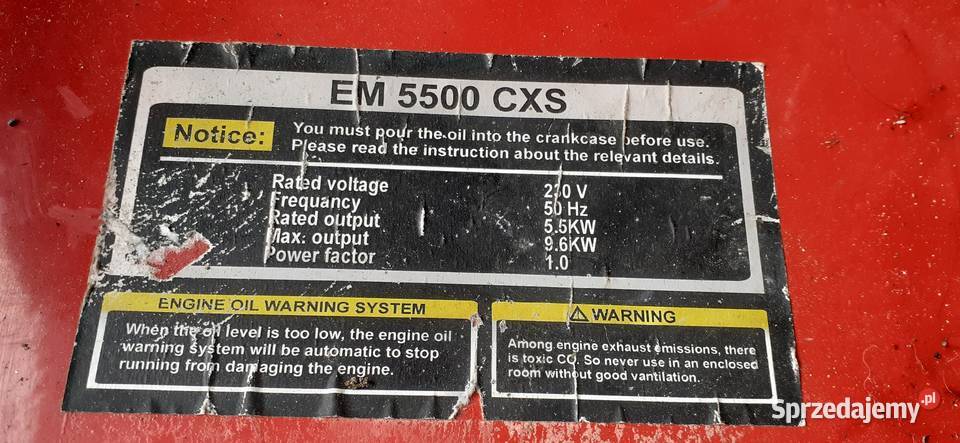 EM 5500 CXS
Notice:
You must pour the oil into the crankcase before use.
Please read the instruction about the relevant details.
Rated voltage 230 V
Frequancy 50 Hz
Rated output 5.5KW
Max. output 9.6KW
Power factor 1.0
ENGINE OIL WARNING SYSTEM
When the oil level is too low, the engine oil
warning system will be automatic to stop
running from damaging the engine.
WARNING
Among engine exhaust emissions, there
is toxic CO. So never use in an enclosed
room without good vantilation.
Sprzedajemy.pl